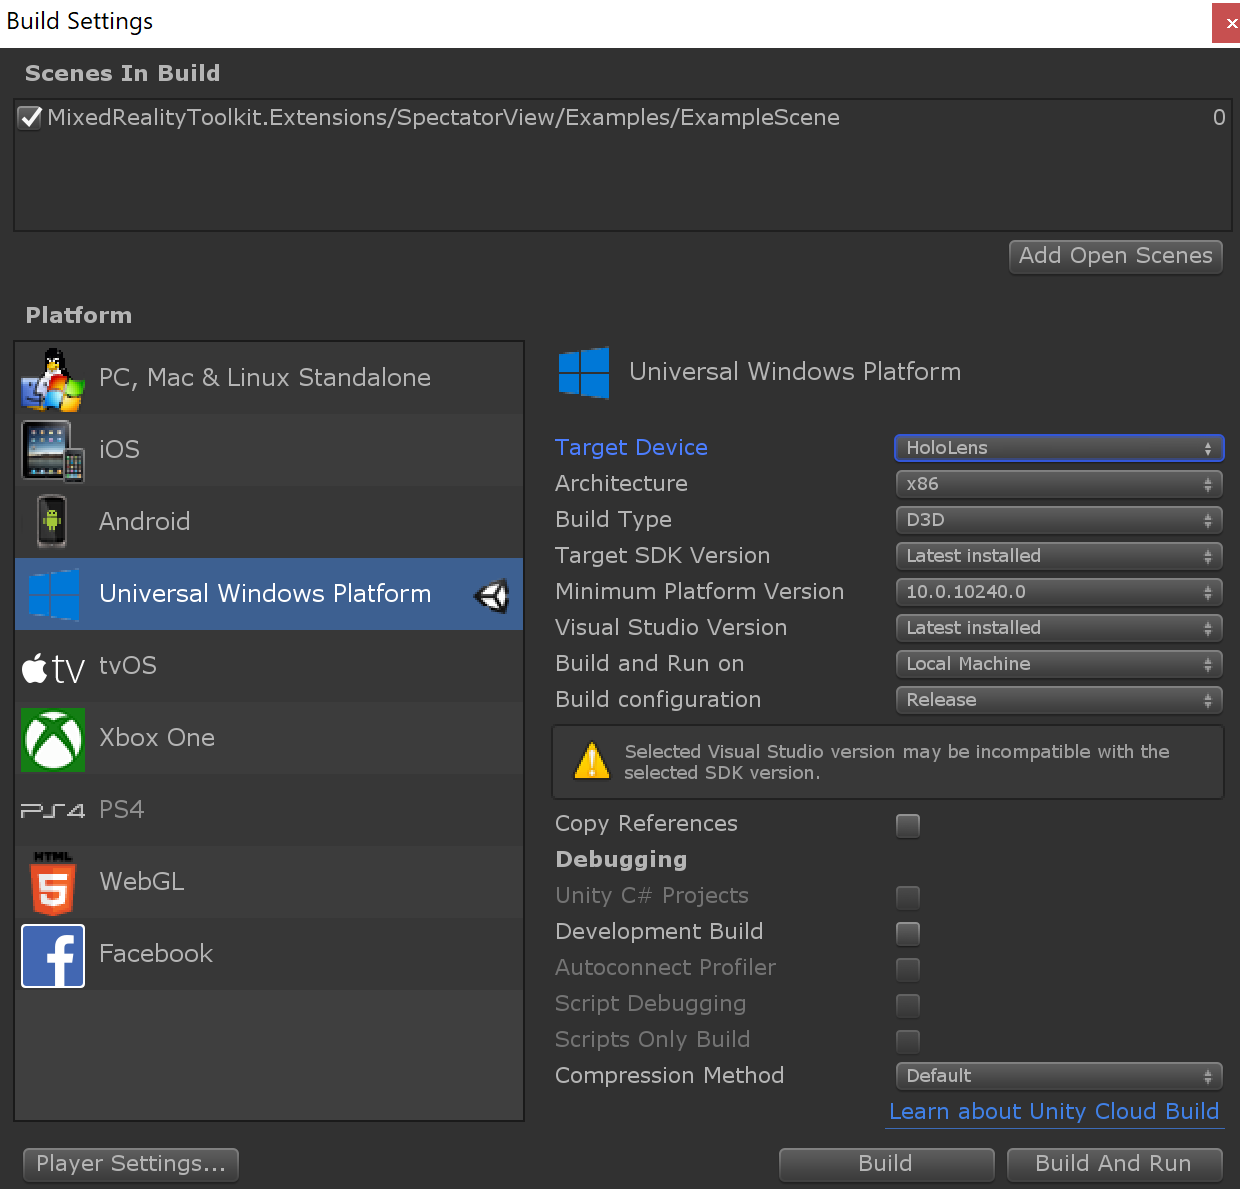 Build Settings
×
Scenes In Build
MixedRealityToolkit.Extensions/SpectatorView/Examples/ExampleScene 0
Add Open Scenes
Platform
PC, Mac & Linux Standalone
iOS
Android
Universal Windows Platform
tv tvOS
Xbox One
PS4 PS4
HTML 5 WebGL
f Facebook
Universal Windows Platform
Target Device HoloLens
Architecture x86
Build Type D3D
Target SDK Version Latest installed
Minimum Platform Version 10.0.10240.0
Visual Studio Version Latest installed
Build and Run on Local Machine
Build configuration Release
Selected Visual Studio version may be incompatible with the
selected SDK version.
Copy References
Debugging
Unity C# Projects
Development Build
Autoconnect Profiler
Script Debugging
Scripts Only Build
Compression Method Default
Learn about Unity Cloud Build
Player Settings... Build Build And Run